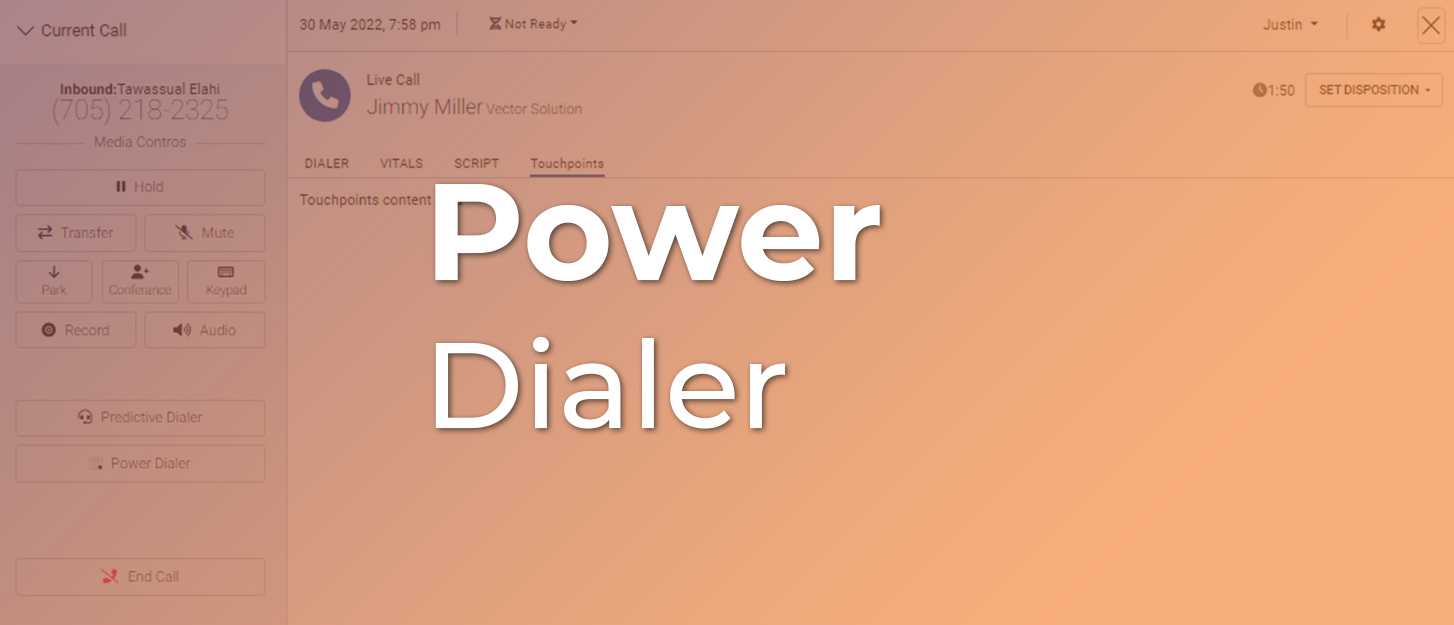 Current Call
30 May 2022, 7:58 pm
Not Ready
Justin
Inbound:Tawassual Elahi
(705) 218-2325
Media Contros
Hold
Transfer
Mute
Park
Conferance
Keypad
Record
Audio
Predictive Dialer
Power Dialer
End Call
Live Call
Jimmy Miller Vector Solution
1:50
SET DISPOSITION
DIALER
VITALS
SCRIPT
Touchpoints
Touchpoints content
Power
Dialer